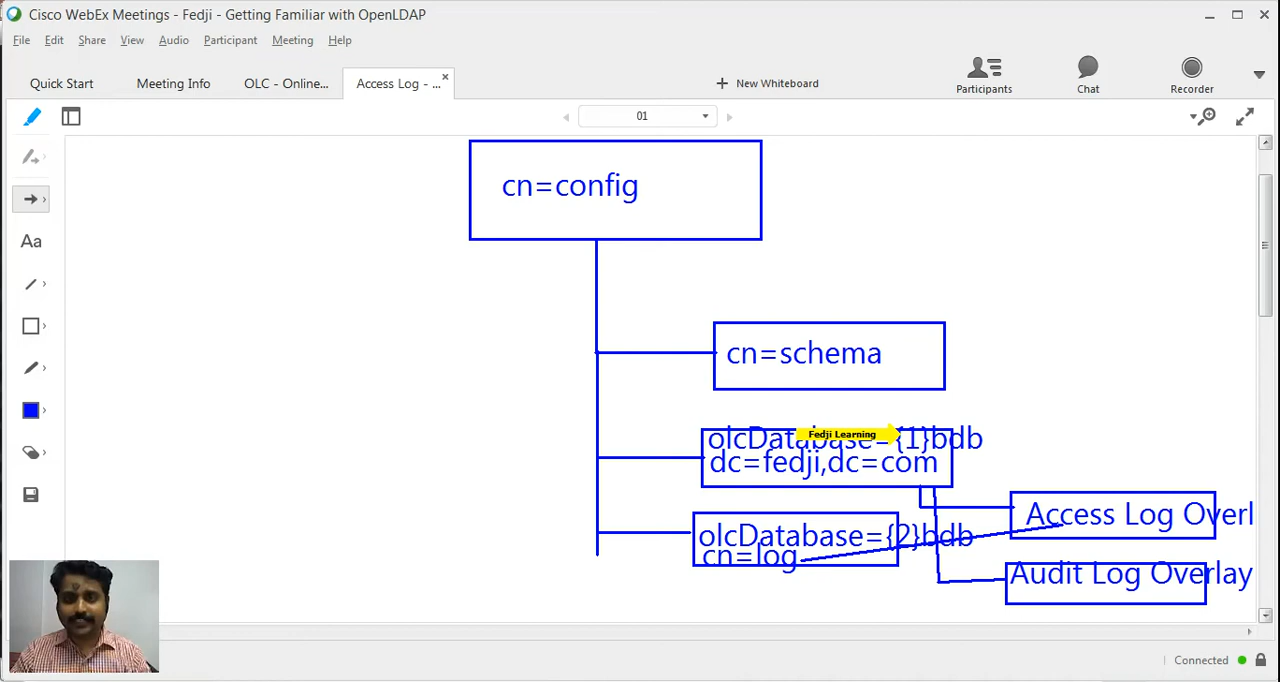 Cisco WebEx Meetings - Fedji - Getting Familiar with OpenLDAP
File Edit Share View Audio Participant Meeting Help
Quick Start
Meeting Info
OLC - Online...
Access Log - ...
New Whiteboard
Participants
Chat
Recorder
01
Aa
cn=config
cn=schema
olcDatabase={1}bdb
Fedji Learning
dc=fedji,dc=com
Access Log Overl
olcDatabase={2}bdb
cn=log
Audit Log Overlay
Connected